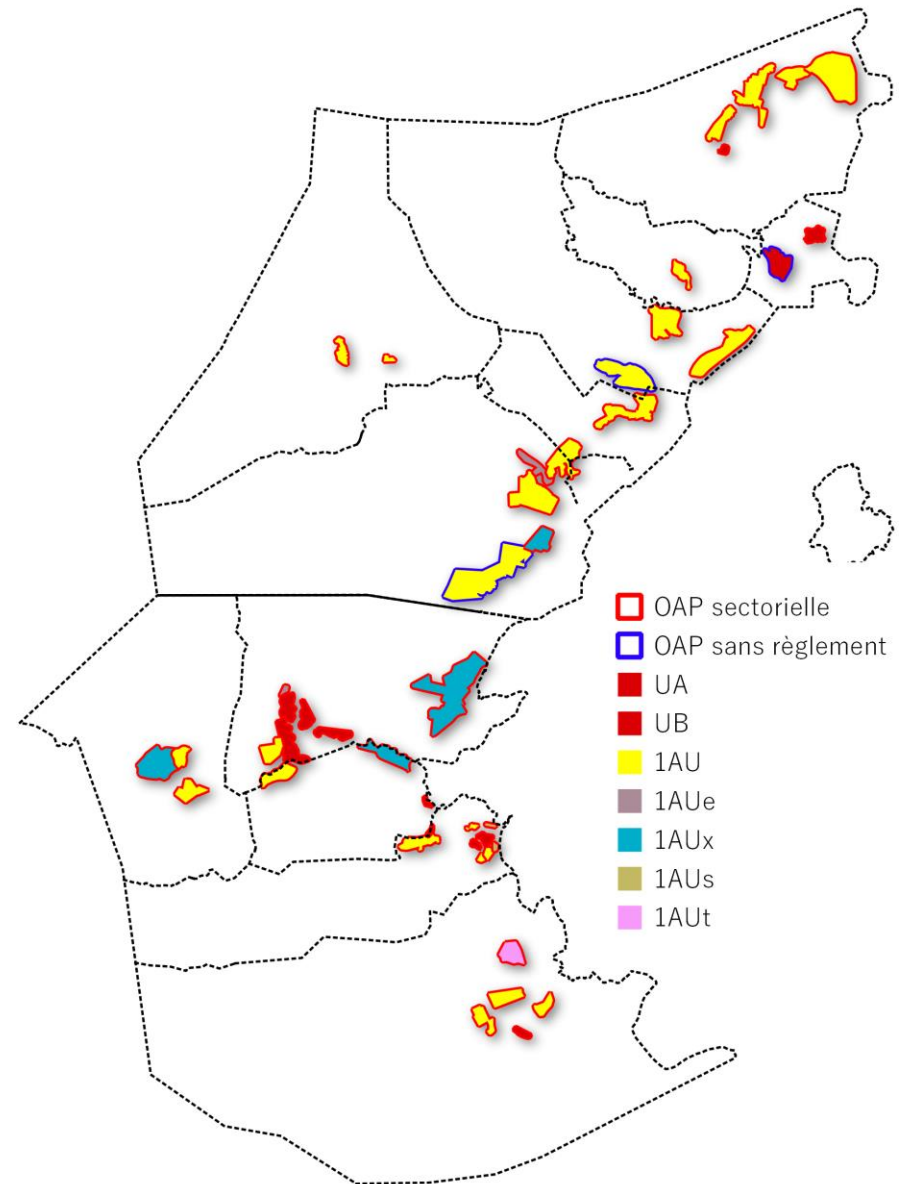 OAP sectorielle
OAP sans règlement
UA
UB
1AU
1AUe
1AUx
1AUs
1AUt